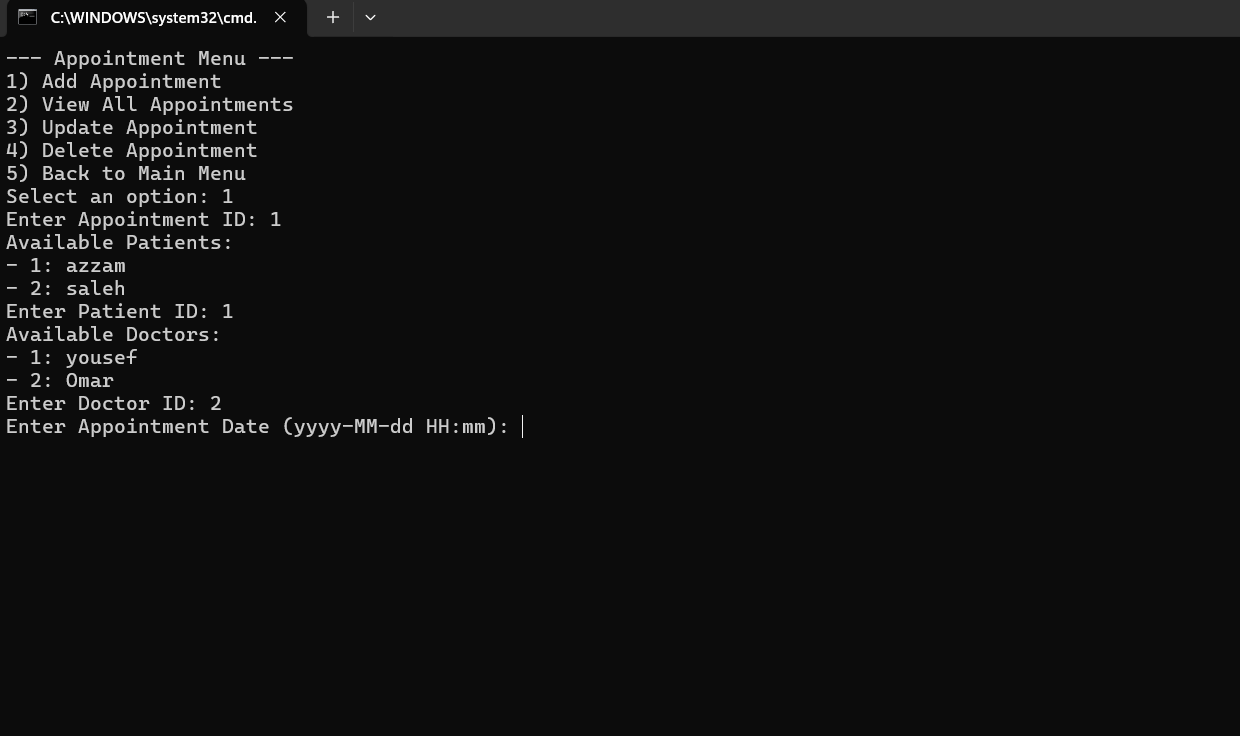 C:\WINDOWS\system32\cmd.
--- Appointment Menu ---
1) Add Appointment
2) View All Appointments
3) Update Appointment
4) Delete Appointment
5) Back to Main Menu
Select an option: 1
Enter Appointment ID: 1
Available Patients:
- 1: azzam
- 2: saleh
Enter Patient ID: 1
Available Doctors:
- 1: yousef
- 2: Omar
Enter Doctor ID: 2
Enter Appointment Date (yyyy-MM-dd HH:mm):